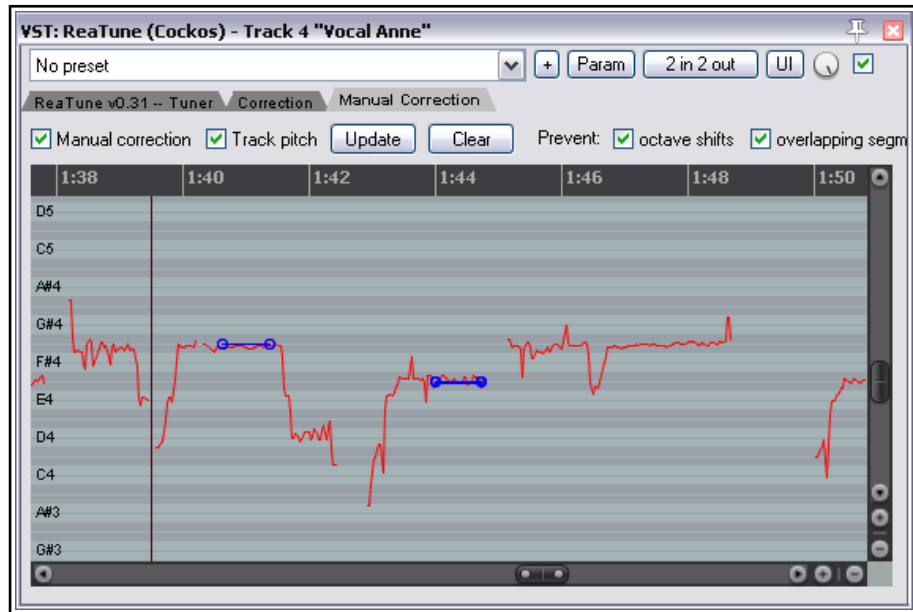 VST: ReaTune (Cockos) - Track 4 "Vocal Anne"
No preset + Param 2 in 2 out UI
ReaTune v0.31 -- Tuner Correction Manual Correction
Manual correction Track pitch Update Clear Prevent: octave shifts overlapping segm
1:38 1:40 1:42 1:44 1:46 1:48 1:50
D5
C5
A#4
G#4
F#4
E4
D4
C4
A#3
G#3